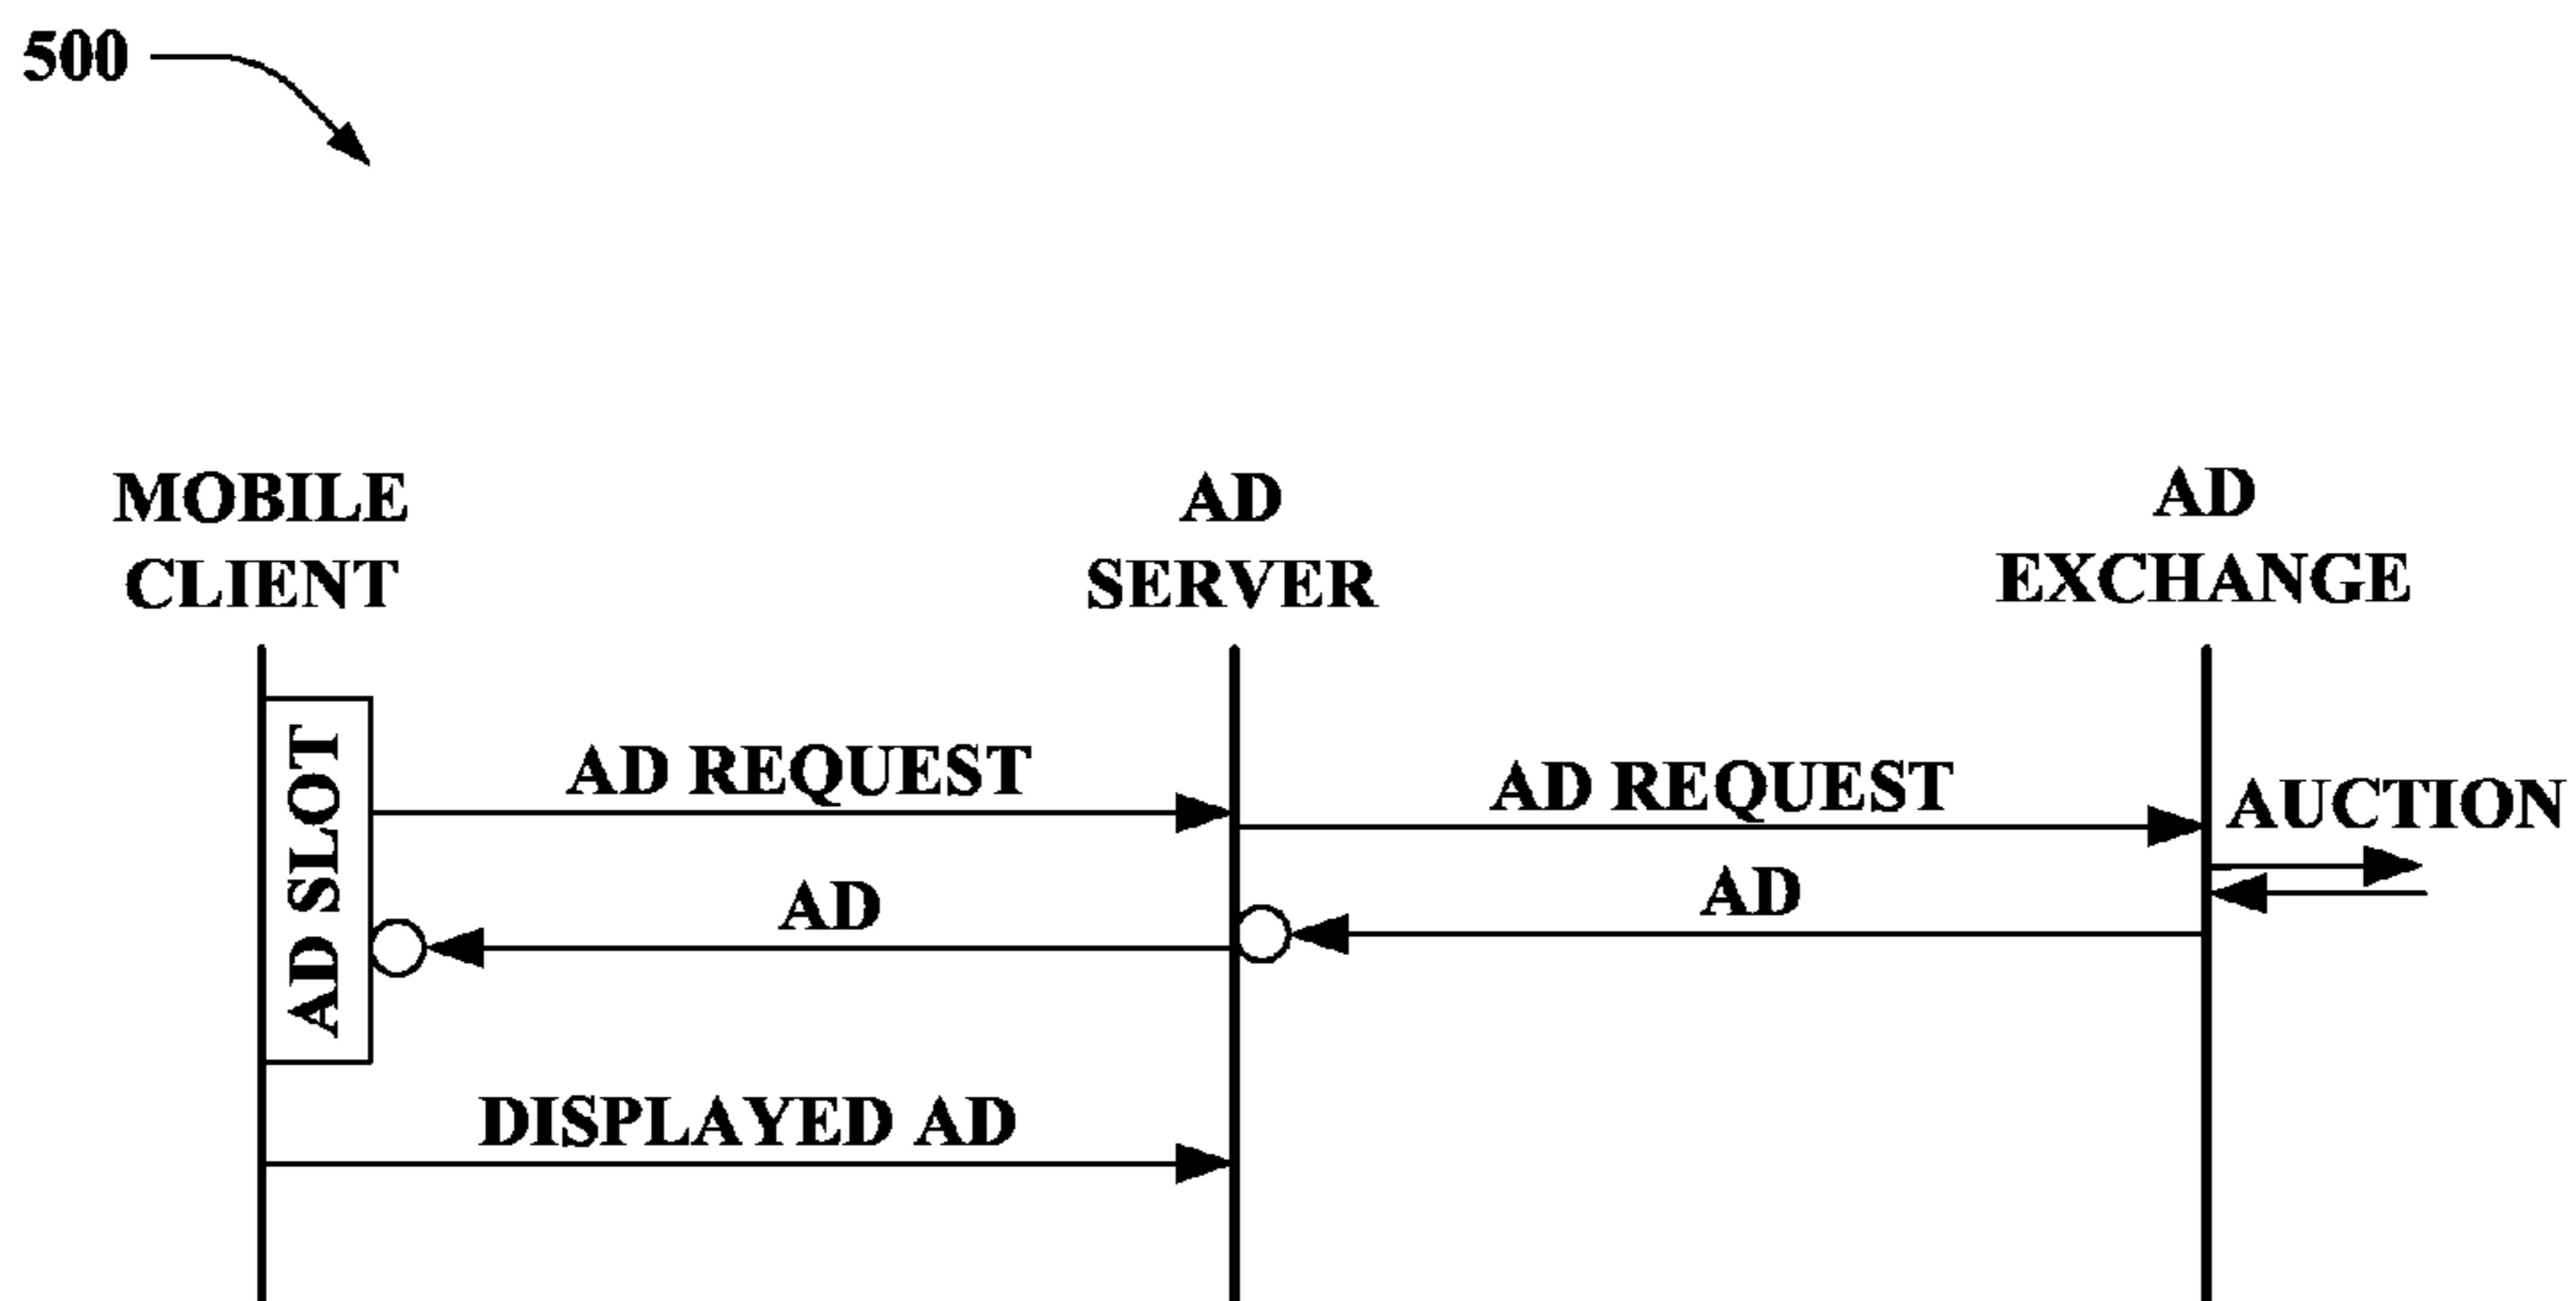 500
MOBILE
CLIENT
AD
SERVER
AD
EXCHANGE
AD SLOT
AD REQUEST
AD REQUEST
AUCTION
AD
AD
DISPLAYED AD